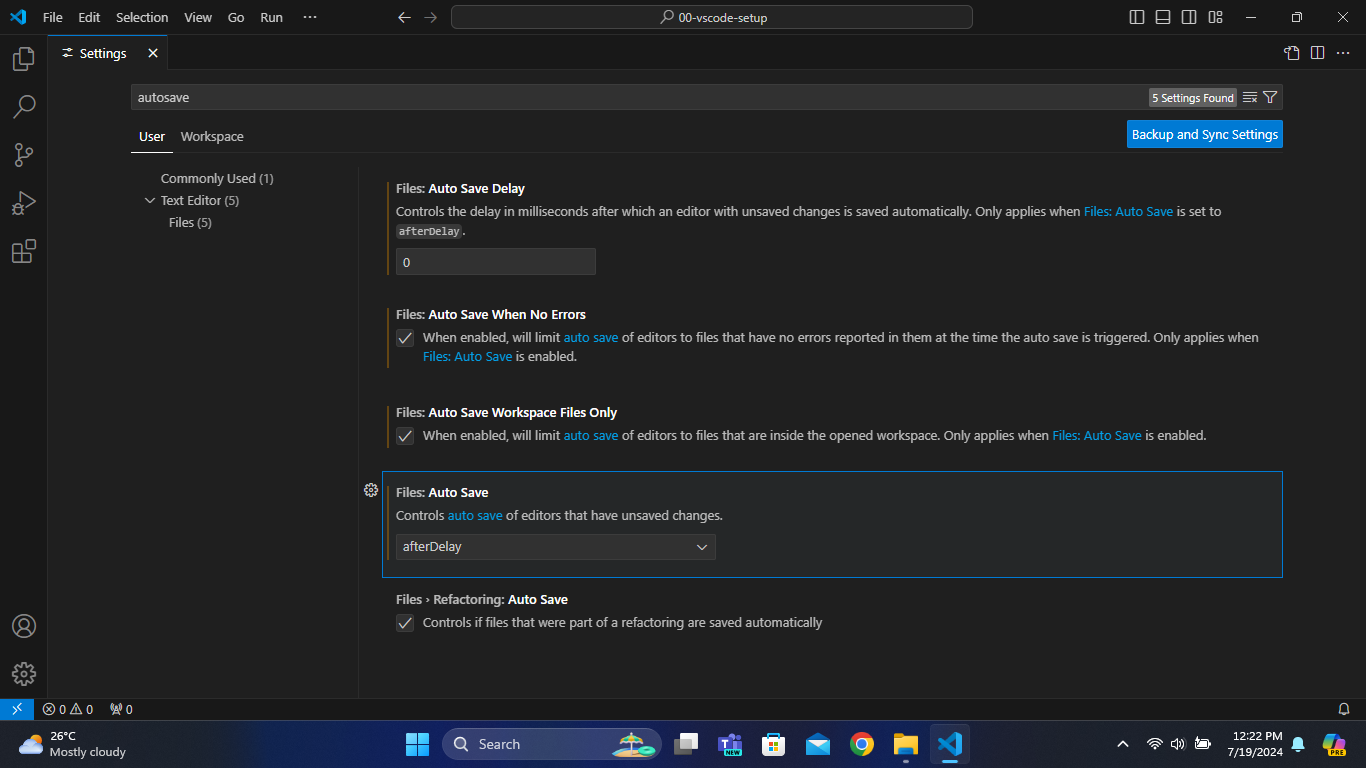 File Edit Selection View Go Run ···
00-vscode-setup
Settings
autosave
5 Settings Found
User Workspace
Backup and Sync Settings
Commonly Used (1)
Text Editor (5)
Files (5)
Files: Auto Save Delay
Controls the delay in milliseconds after which an editor with unsaved changes is saved automatically. Only applies when Files: Auto Save is set to
afterDelay.
0
Files: Auto Save When No Errors
When enabled, will limit auto save of editors to files that have no errors reported in them at the time the auto save is triggered. Only applies when
Files: Auto Save is enabled.
Files: Auto Save Workspace Files Only
When enabled, will limit auto save of editors to files that are inside the opened workspace. Only applies when Files: Auto Save is enabled.
Files: Auto Save
Controls auto save of editors that have unsaved changes.
afterDelay
Files › Refactoring: Auto Save
Controls if files that were part of a refactoring are saved automatically
0 0 0
26°C
Mostly cloudy
Search
NEW
12:22 PM
7/19/2024
PRE